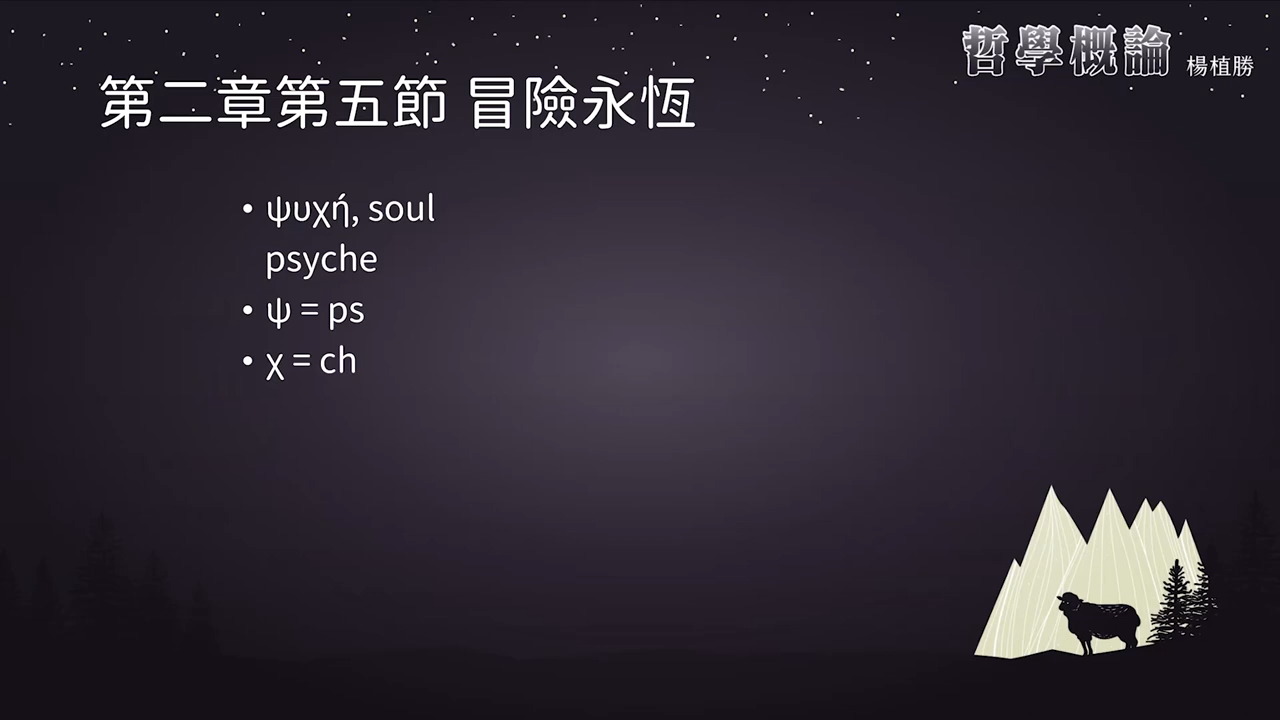 哲學概論 楊植勝
第二章第五節 冒險永恆
• ψυχή, soul
psyche
• ψ = ps
• χ = ch